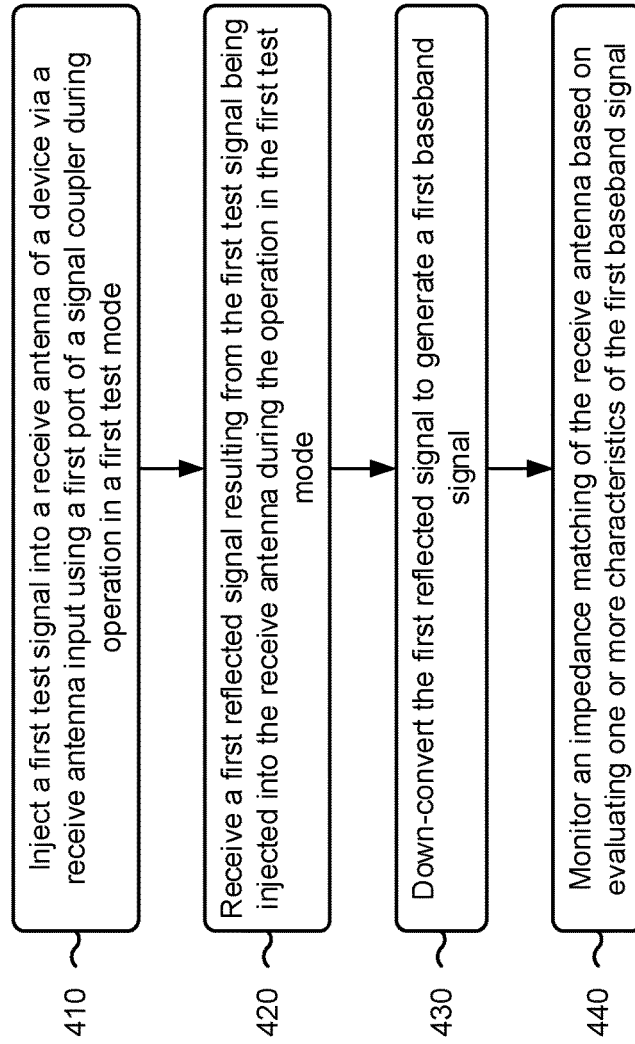 410
Inject a first test signal into a receive antenna of a device via a
receive antenna input using a first port of a signal coupler during
operation in a first test mode
420
Receive a first reflected signal resulting from the first test signal being
injected into the receive antenna during the operation in the first test
mode
430
Down-convert the first reflected signal to generate a first baseband
signal
440
Monitor an impedance matching of the receive antenna based on
evaluating one or more characteristics of the first baseband signal